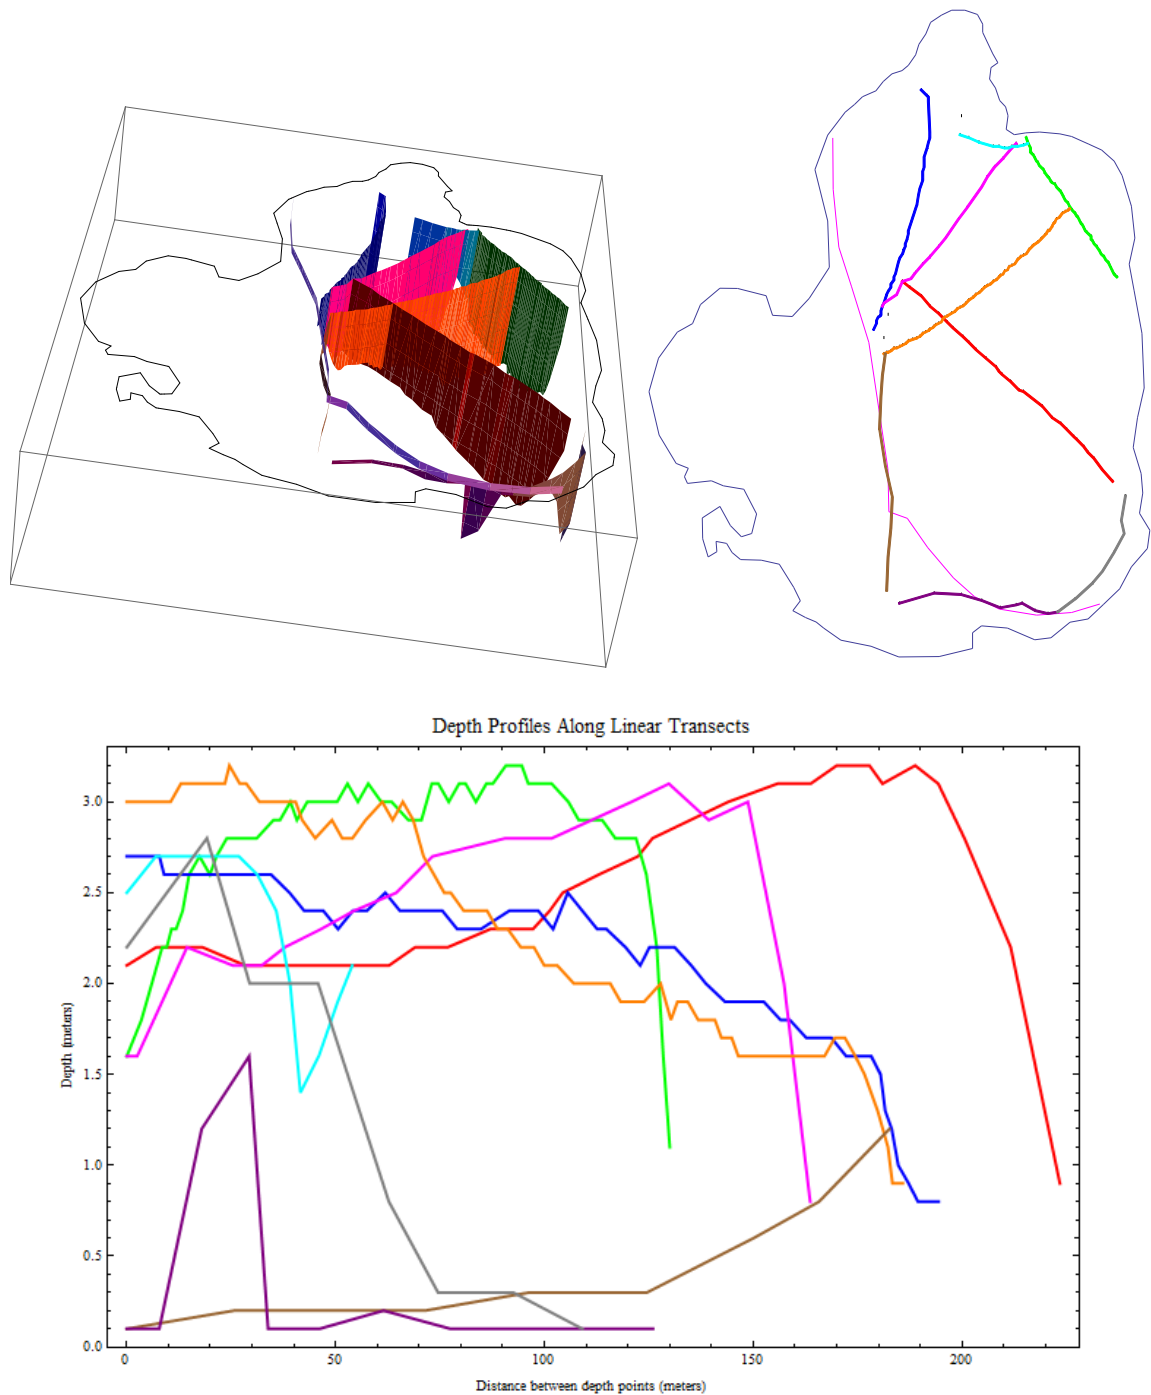 Depth Profiles Along Linear Transects
3.0
2.5
2.0
1.5
1.0
0.5
0.0
Depth (meters)
0 50 100 150 200
Distance between depth points (meters)